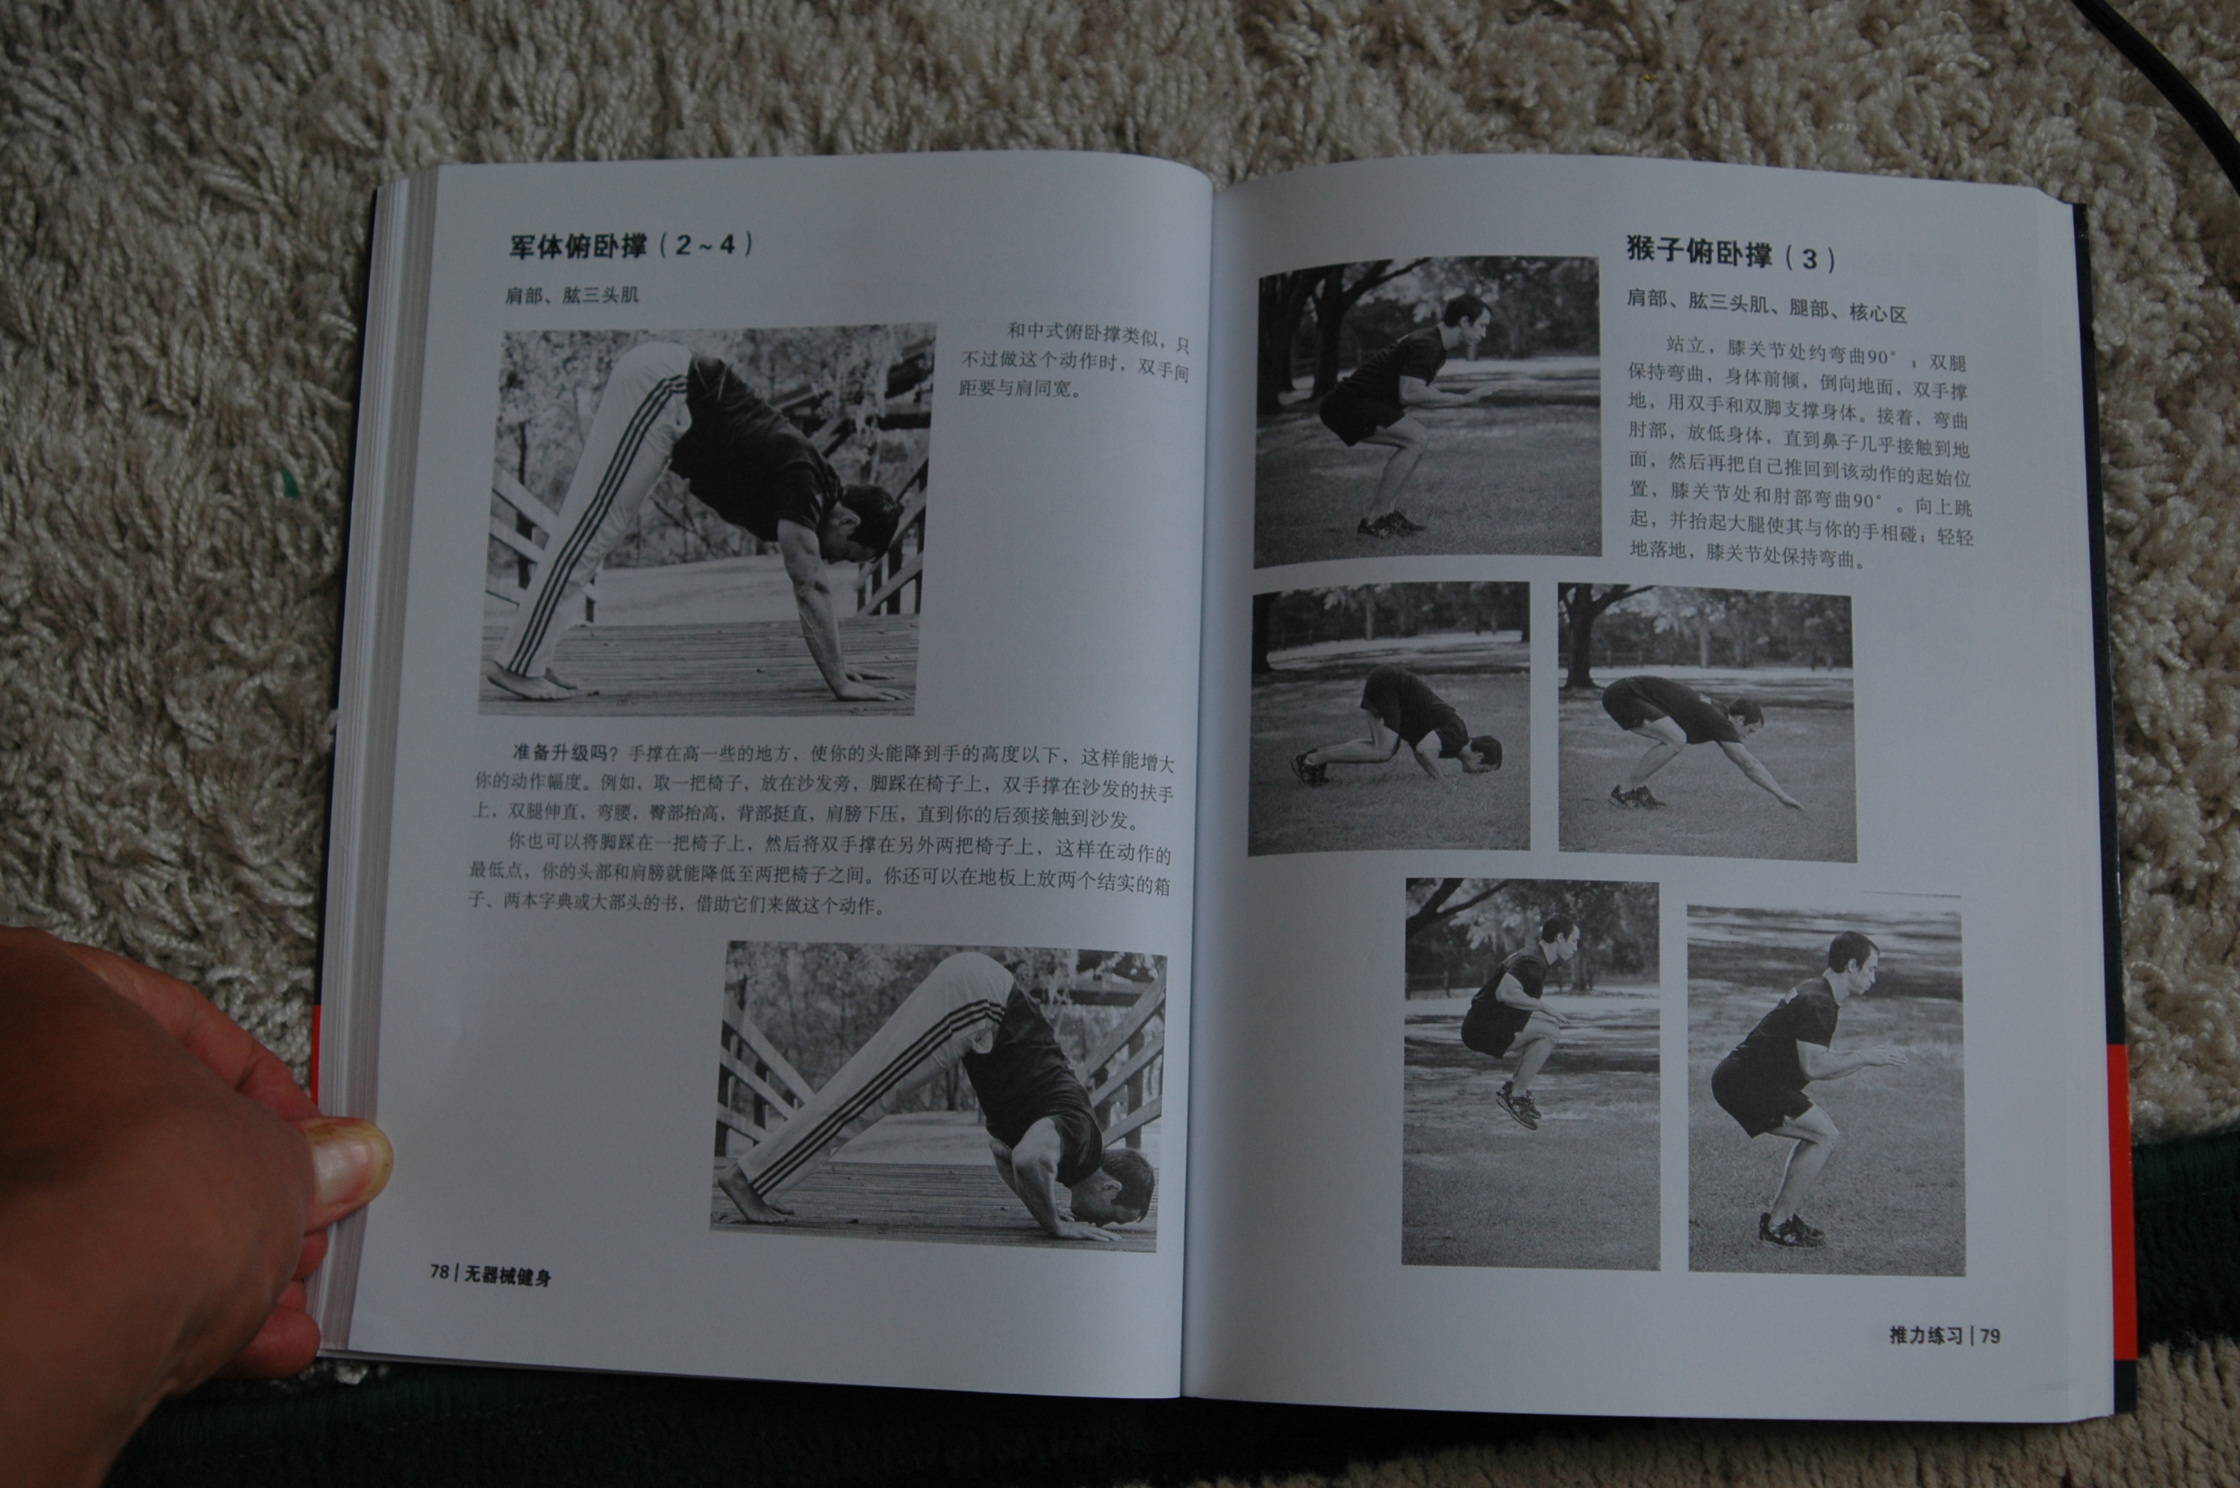 军体俯卧撑（2～4）
肩部、肱三头肌
和中式俯卧撑类似，只
不过做这个动作时，双手间
距要与肩同宽。
准备升级吗？手撑在高一些的地方，使你的头能降到手的高度以下，这样能增大
你的动作幅度。例如，取一把椅子，放在沙发旁，脚踩在椅子上，双手撑在沙发的扶手
上，双腿伸直，弯腰，臀部抬高，背部挺直，肩膀下压，直到你的后颈接触到沙发。
你也可以将脚踩在一把椅子上，然后将双手撑在另外两把椅子上，这样在动作的
最低点，你的头部和肩膀就能降低至两把椅子之间。你还可以在地板上放两个结实的箱
子、两本字典或大部头的书，借助它们来做这个动作。
78｜无器械健身
猴子俯卧撑（3）
肩部、肱三头肌、腿部、核心区
站立，膝关节处约弯曲90°；双腿
保持弯曲，身体前倾，倒向地面，双手撑
地，用双手和双脚支撑身体。接着，弯曲
肘部，放低身体，直到鼻子几乎接触到地
面，然后再把自己推回到该动作的起始位
置，膝关节处和肘部弯曲90°。向上跳
起，并抬起大腿使其与你的手相碰；轻轻
地落地，膝关节处保持弯曲。
推力练习｜79